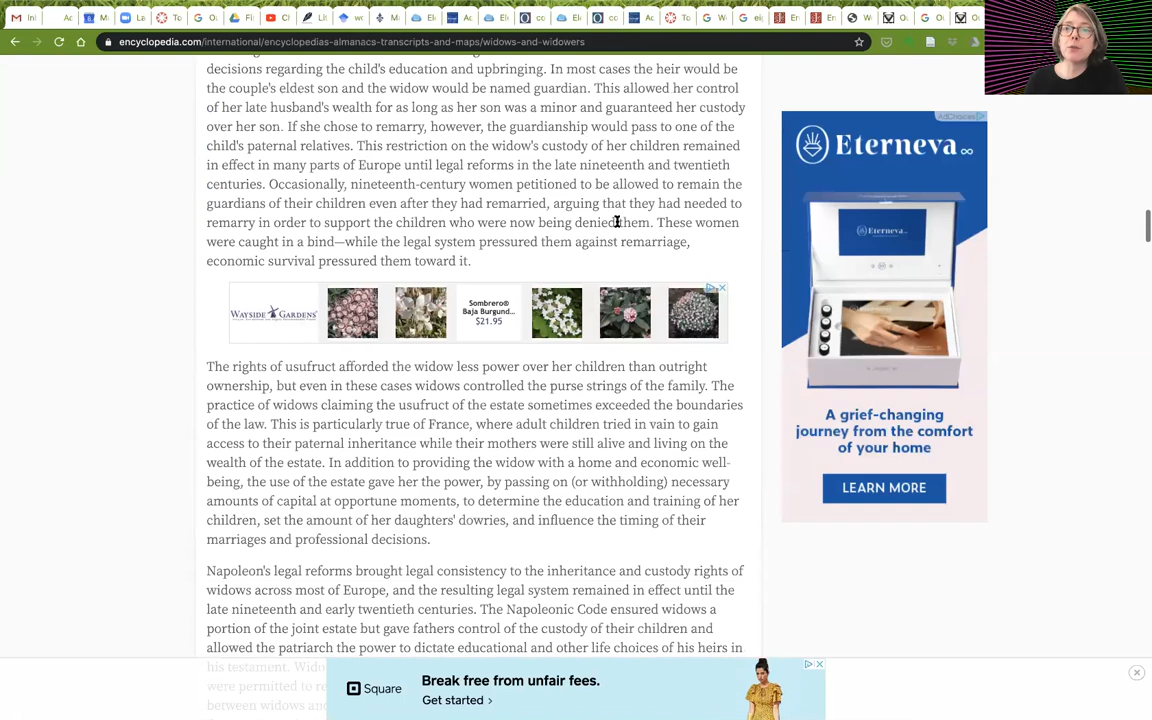 encyclopedia.com/international/encyclopedias-almanacs-transcripts-and-maps/widows-and-widowers
decisions regarding the child's education and upbringing. In most cases the heir would be
the couple's eldest son and the widow would be named guardian. This allowed her control
of her late husband's wealth for as long as her son was a minor and guaranteed her custody
over her son. If she chose to remarry, however, the guardianship would pass to one of the
child's paternal relatives. This restriction on the widow's custody of her children remained
in effect in many parts of Europe until legal reforms in the late nineteenth and twentieth
centuries. Occasionally, nineteenth-century women petitioned to be allowed to remain the
guardians of their children even after they had remarried, arguing that they had needed to
remarry in order to support the children who were now being denied them. These women
were caught in a bind—while the legal system pressured them against remarriage,
economic survival pressured them toward it.
WAYSIDE GARDENS
Sombrero®
Baja Burgund...
$21.95
The rights of usufruct afforded the widow less power over her children than outright
ownership, but even in these cases widows controlled the purse strings of the family. The
practice of widows claiming the usufruct of the estate sometimes exceeded the boundaries
of the law. This is particularly true of France, where adult children tried in vain to gain
access to their paternal inheritance while their mothers were still alive and living on the
wealth of the estate. In addition to providing the widow with a home and economic well-
being, the use of the estate gave her the power, by passing on (or withholding) necessary
amounts of capital at opportune moments, to determine the education and training of her
children, set the amount of her daughters' dowries, and influence the timing of their
marriages and professional decisions.
Napoleon's legal reforms brought legal consistency to the inheritance and custody rights of
widows across most of Europe, and the resulting legal system remained in effect until the
late nineteenth and early twentieth centuries. The Napoleonic Code ensured widows a
portion of the joint estate but gave fathers control of the custody of their children and
allowed the patriarch the power to dictate educational and other life choices of his heirs in
his testament.
were permitted to
between widows and
AdChoices
Eterneva
Eterneva
A grief-changing
journey from the comfort
of your home
LEARN MORE
Square
Break free from unfair fees.
Get started >